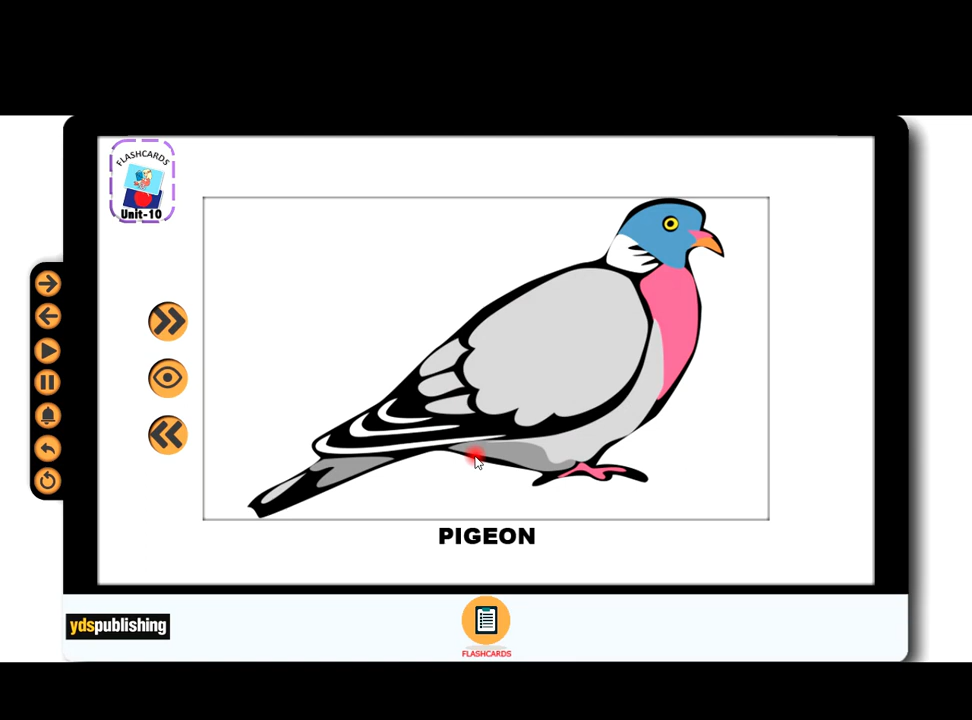 FLASHCARDS
Unit-10
PIGEON
ydspublishing
FLASHCARDS